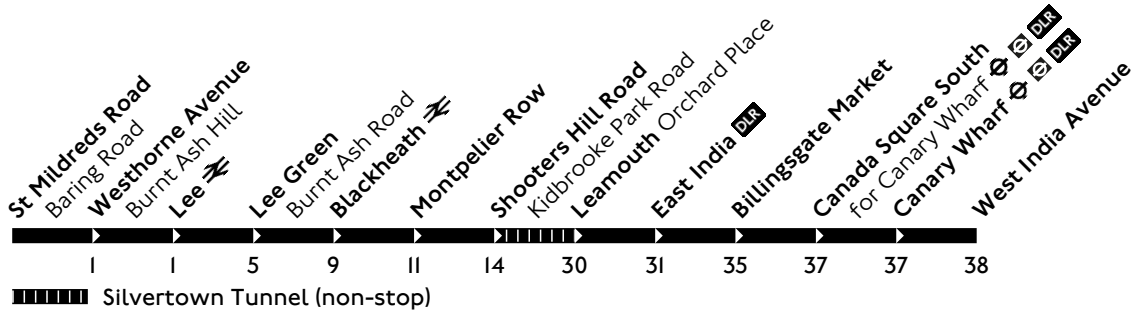 St Mildreds Road
Baring Road
Westhorne Avenue
Burnt Ash Hill
Lee
Lee Green
Burnt Ash Road
Blackheath
Montpelier Row
Shooters Hill Road
Kidbrooke Park Road
Leamouth Orchard Place
East India DLR
Billingsgate Market
Canada Square South
for Canary Wharf DLR
Canary Wharf DLR
West India Avenue
1 1 5 9 11 14 30 31 35 37 37 38
Silvertown Tunnel (non-stop)